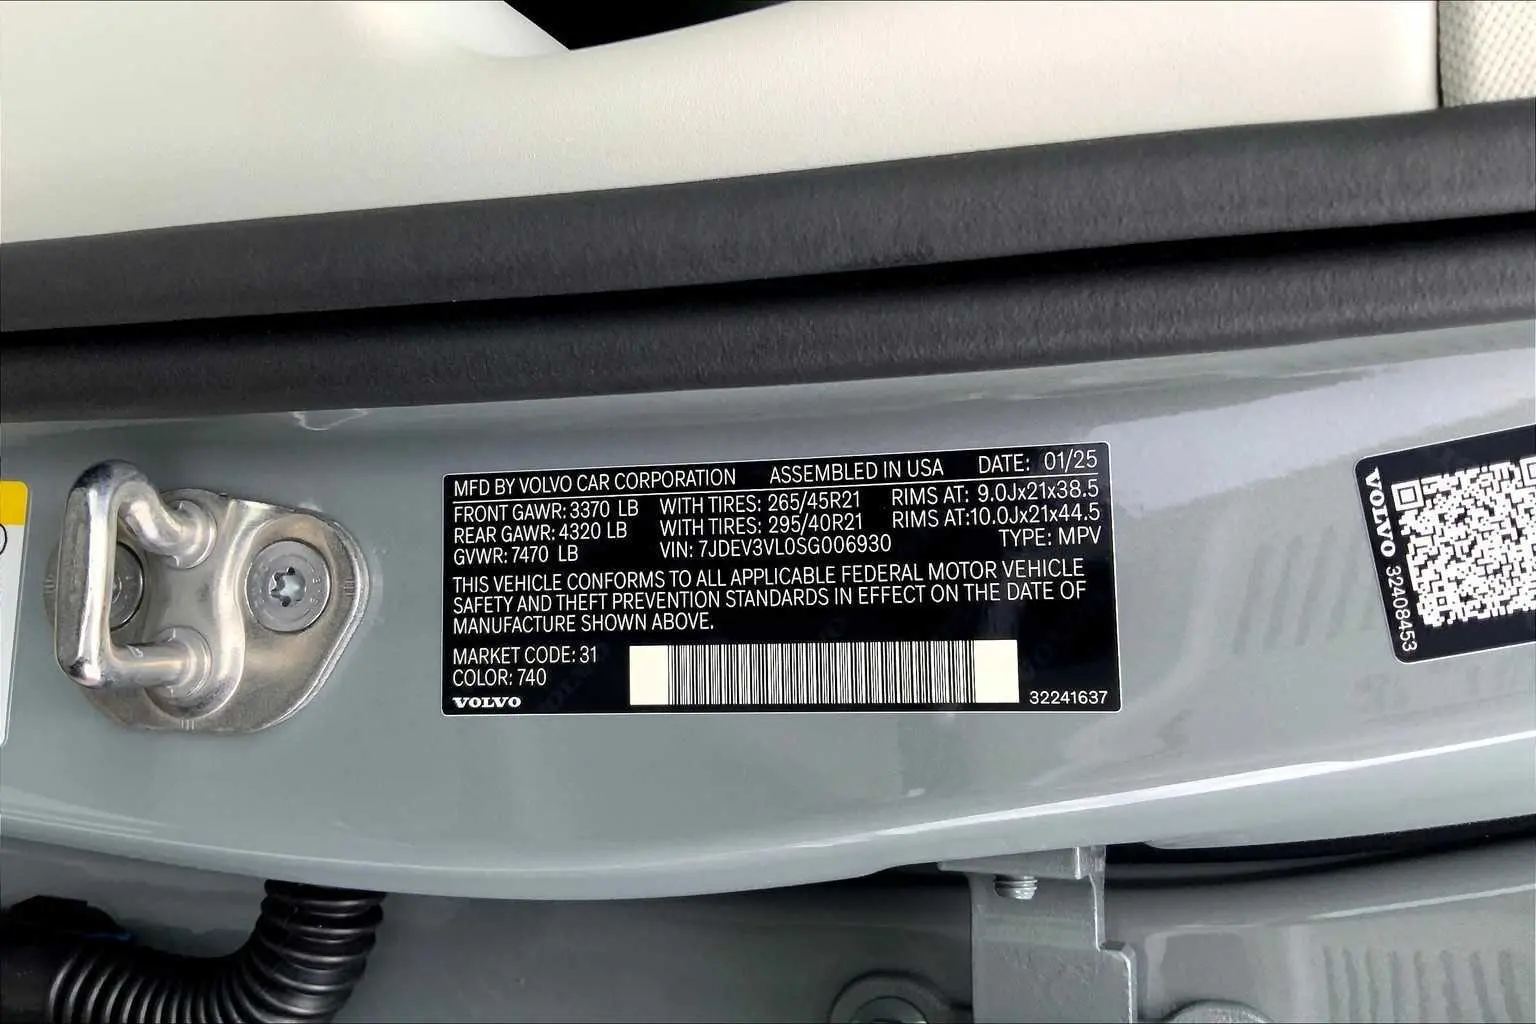 MFD BY VOLVO CAR CORPORATION ASSEMBLED IN USA DATE: 01/25
FRONT GAWR: 3370 LB WITH TIRES: 265/45R21 RIMS AT: 9.0Jx21x38.5
REAR GAWR: 4320 LB WITH TIRES: 295/40R21 RIMS AT:10.0Jx21x44.5
GVWR: 7470 LB VIN: 7JDEV3VL0SG006930 TYPE: MPV
THIS VEHICLE CONFORMS TO ALL APPLICABLE FEDERAL MOTOR VEHICLE
SAFETY AND THEFT PREVENTION STANDARDS IN EFFECT ON THE DATE OF
MANUFACTURE SHOWN ABOVE.
MARKET CODE: 31
COLOR: 740
VOLVO 32241637
VOLVO 32408453